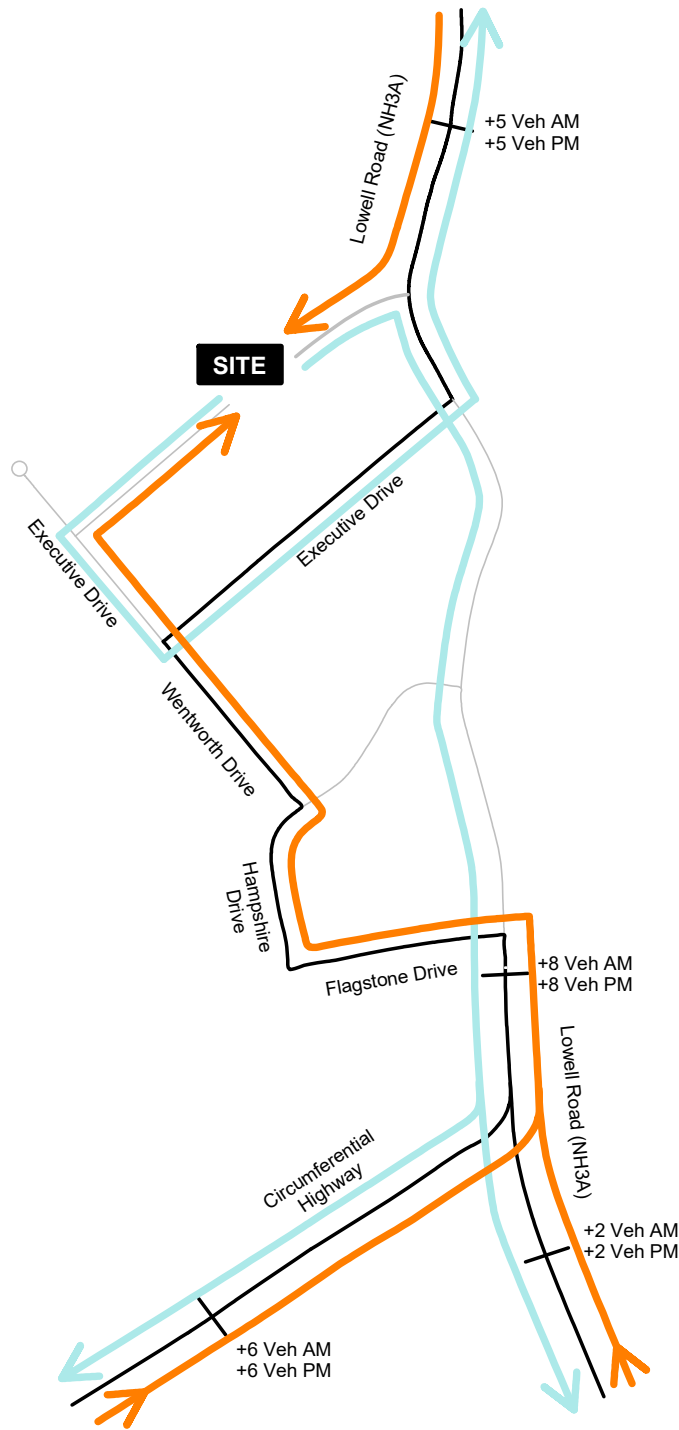 +5 Veh AM
+5 Veh PM
Lowell Road (NH3A)
SITE
Executive Drive
Executive Drive
Wentworth Drive
Hampshire
Drive
Flagstone Drive
+8 Veh AM
+8 Veh PM
Lowell Road (NH3A)
Circumferential
Highway
+2 Veh AM
+2 Veh PM
+6 Veh AM
+6 Veh PM